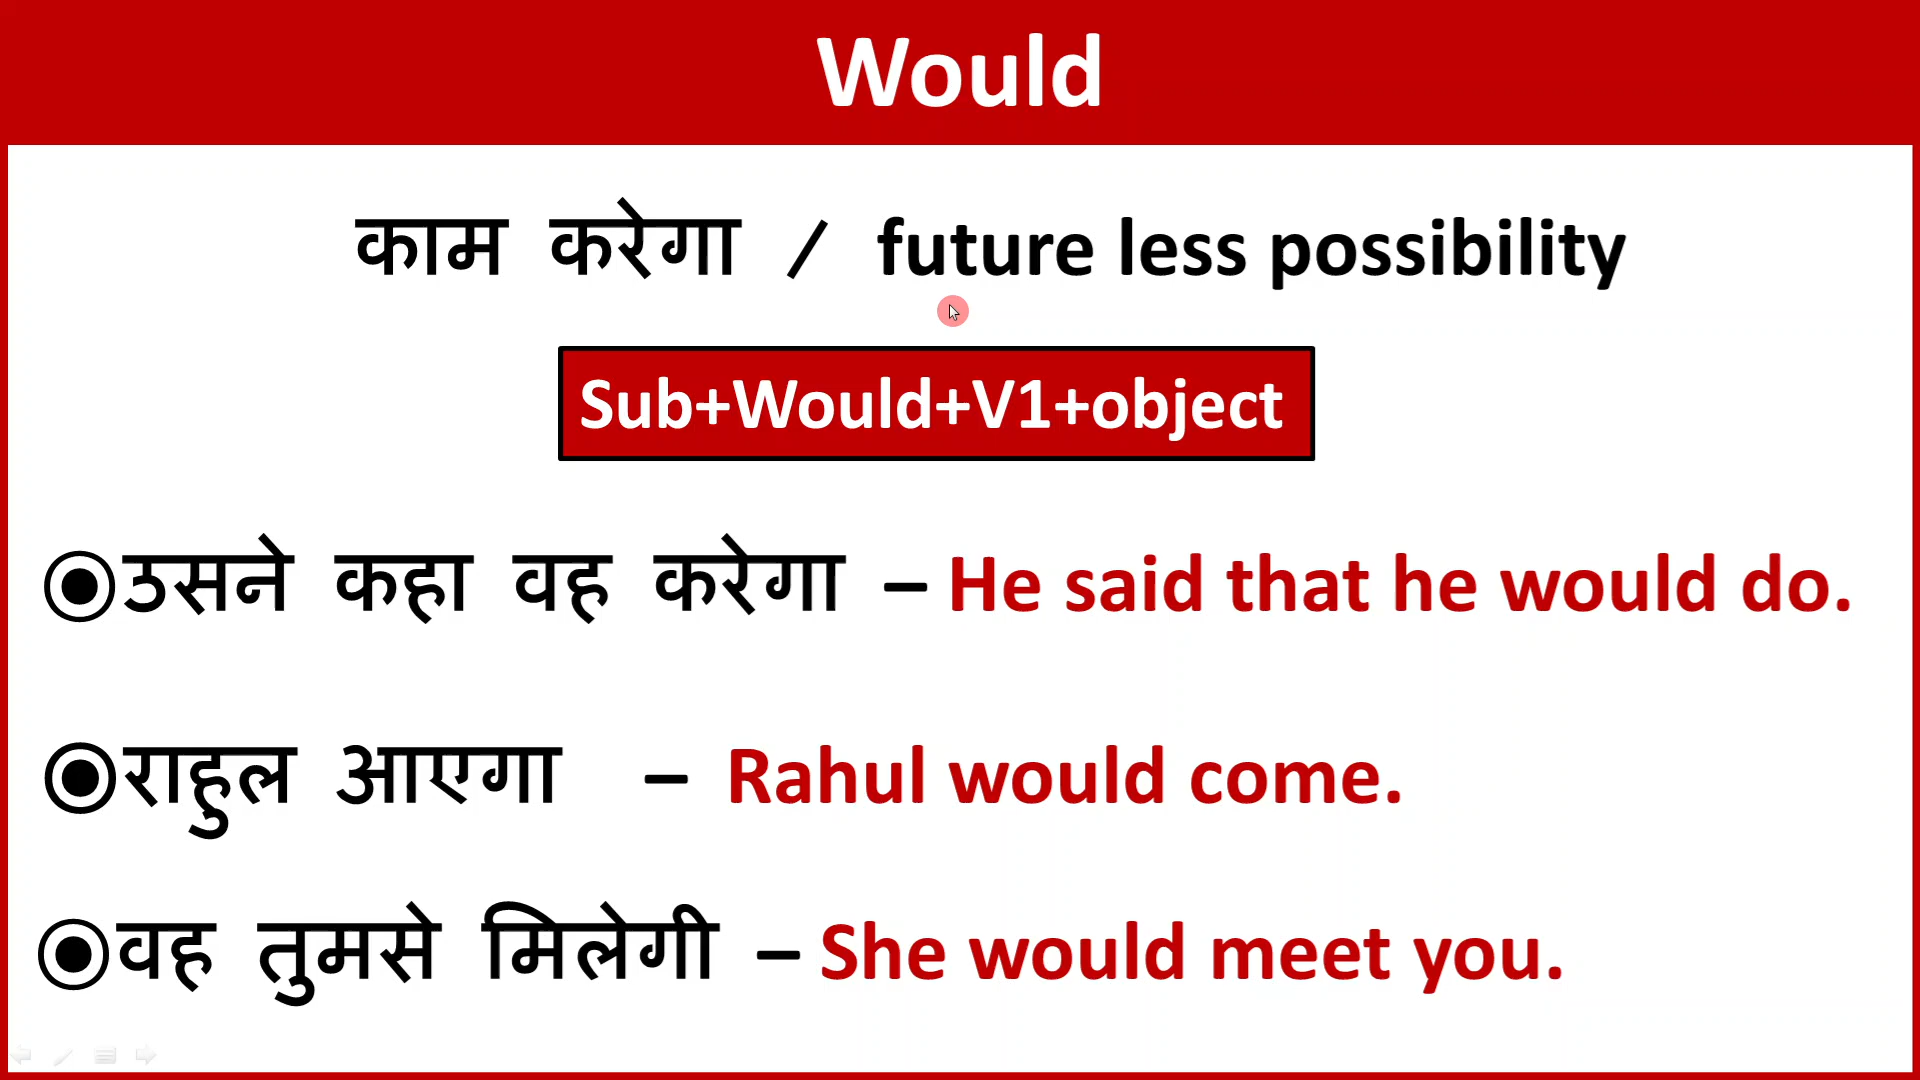 Would
काम करेगा / future less possibility
Sub+Would+V1+object
उसने कहा वह करेगा – He said that he would do.
राहुल आएगा – Rahul would come.
वह तुमसे मिलेगी – She would meet you.